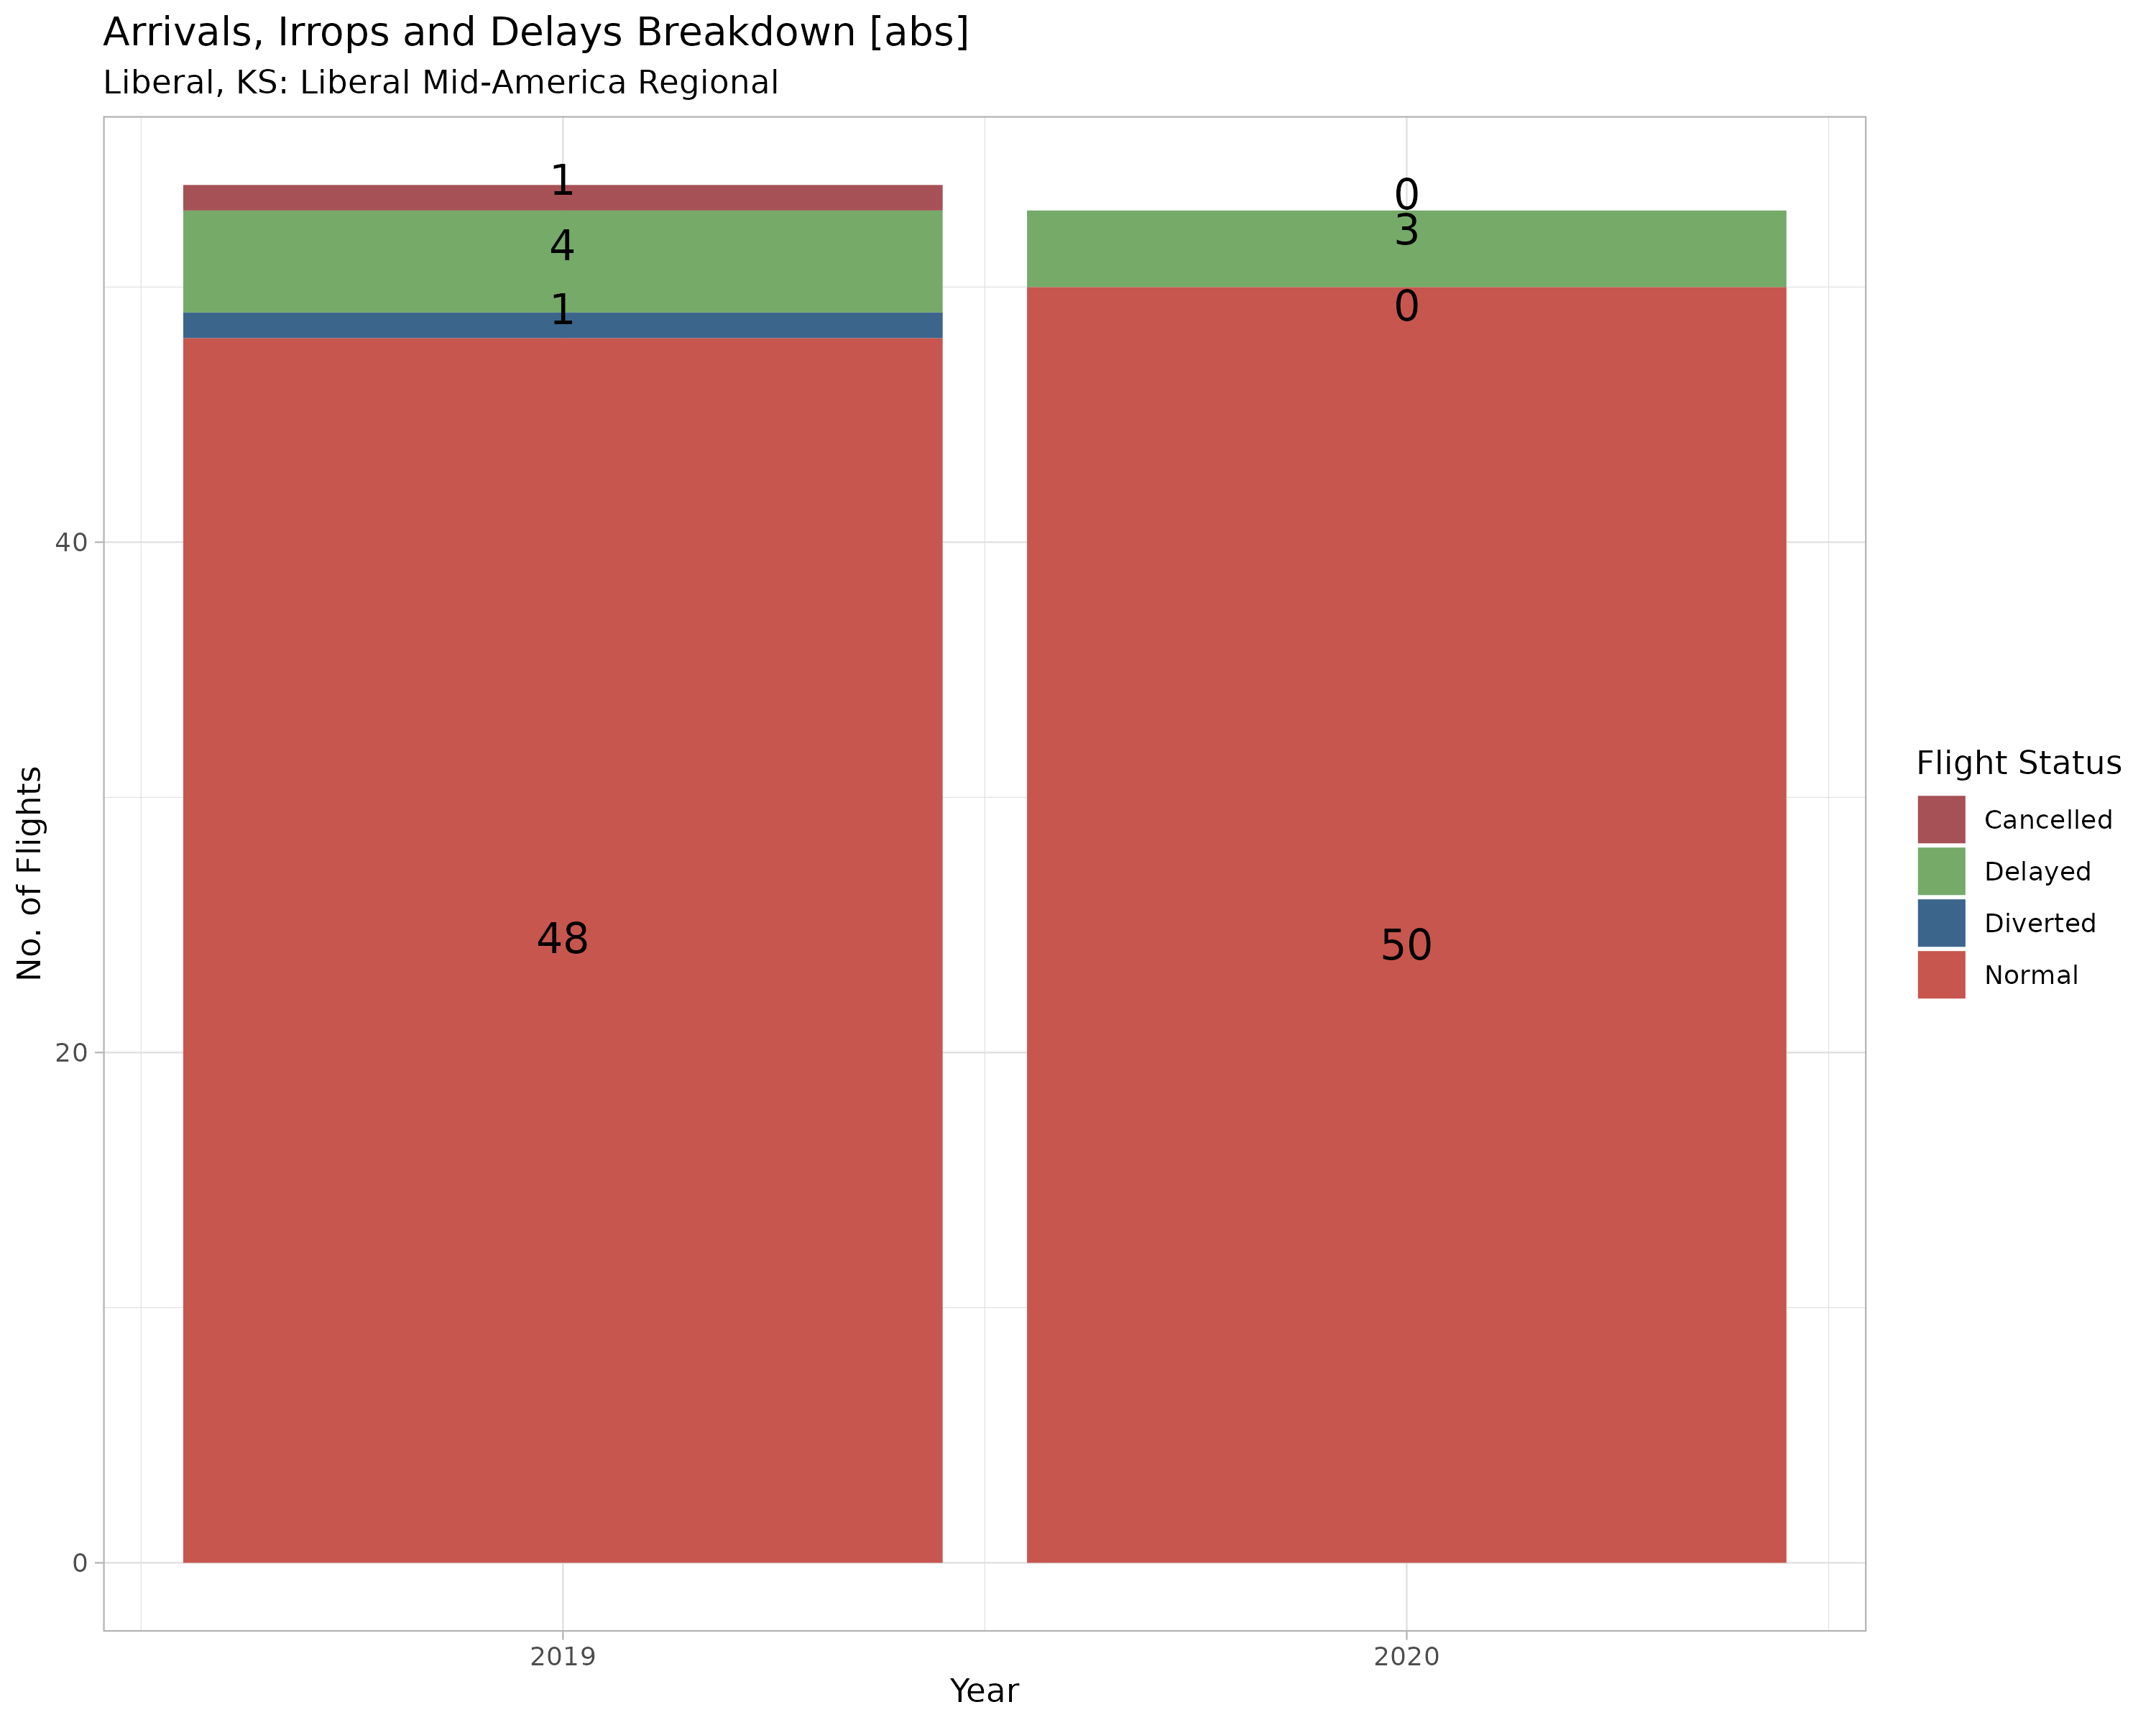 Arrivals, Irrops and Delays Breakdown [abs]
Liberal, KS: Liberal Mid-America Regional
No. of Flights
40
20
0
1
4
1
48
0
3
0
50
2019
2020
Year
Flight Status
Cancelled
Delayed
Diverted
Normal